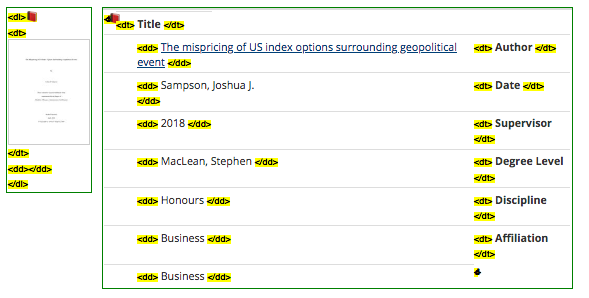 <dl>
<dt>
</dt>
<dd></dd>
</dl>
<dt> Title </dt>
<dd> The mispricing of US index options surrounding geopolitical
event </dd>
<dt> Author </dt>
<dd> Sampson, Joshua J.
</dd>
<dt> Date </dt>
<dd> 2018 </dd>
<dt> Supervisor
</dt>
<dd> MacLean, Stephen </dd>
<dt> Degree Level
</dt>
<dd> Honours </dd>
<dt> Discipline
</dt>
<dd> Business </dd>
<dt> Affiliation
</dt>
<dd> Business </dd>